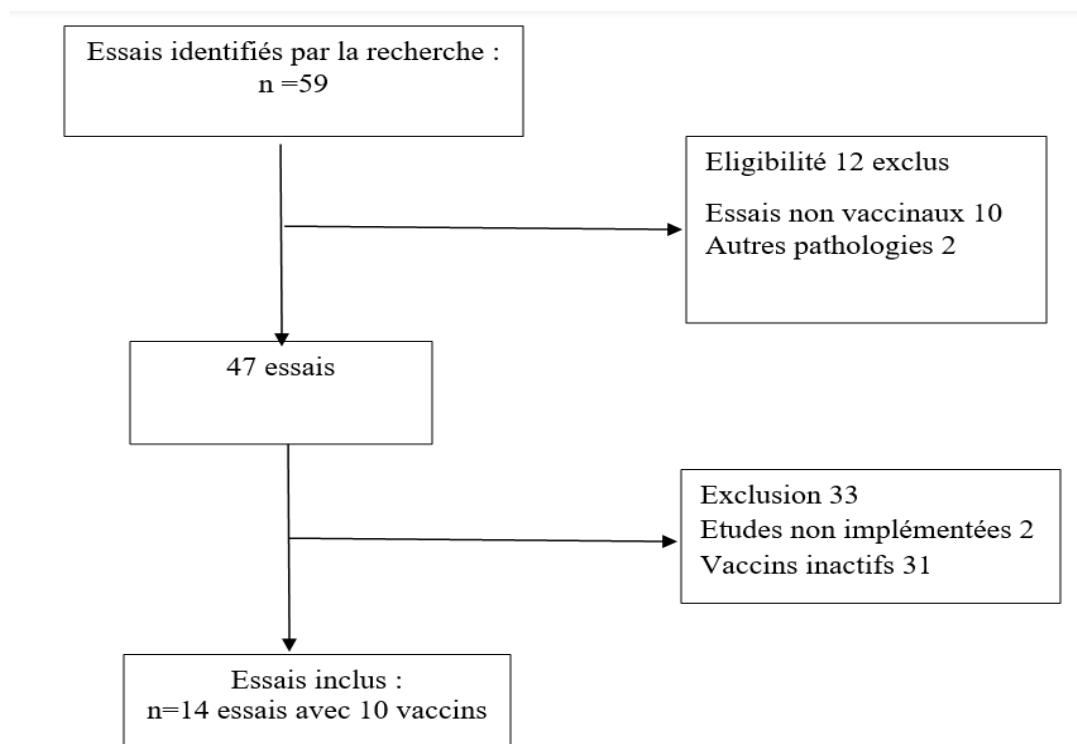 Essais identifiés par la recherche :
n =59
Eligibilité 12 exclus
Essais non vaccinaux 10
Autres pathologies 2
47 essais
Exclusion 33
Etudes non implémentées 2
Vaccins inactifs 31
Essais inclus :
n=14 essais avec 10 vaccins